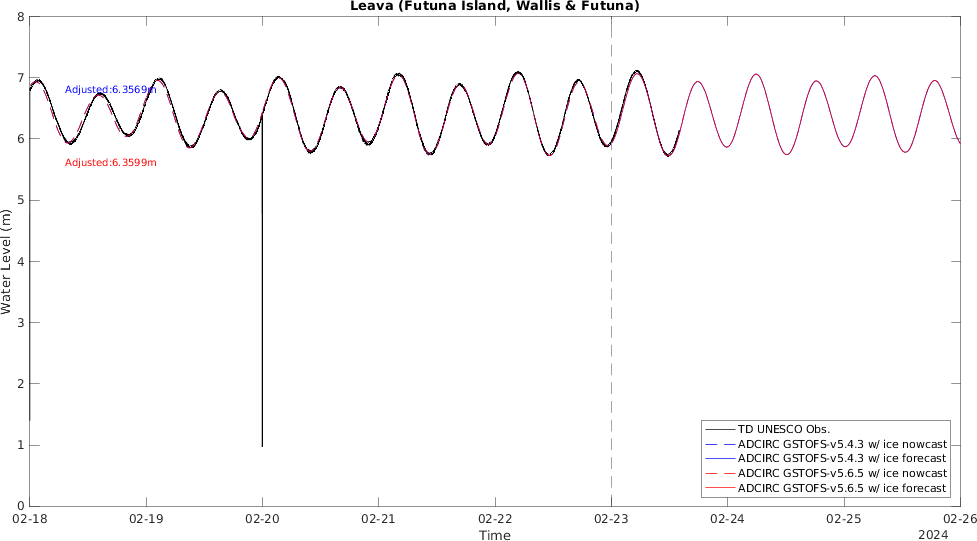 Leava (Futuna Island, Wallis & Futuna)
8
7
6
5
4
3
2
1
0
Water Level (m)
Adjusted:6.3569m
Adjusted:6.3599m
TD UNESCO Obs.
ADCIRC GSTOFS-v5.4.3 w/ ice nowcast
ADCIRC GSTOFS-v5.4.3 w/ ice forecast
ADCIRC GSTOFS-v5.6.5 w/ ice nowcast
ADCIRC GSTOFS-v5.6.5 w/ ice forecast
02-18 02-19 02-20 02-21 02-22 02-23 02-24 02-25 02-26
Time
2024